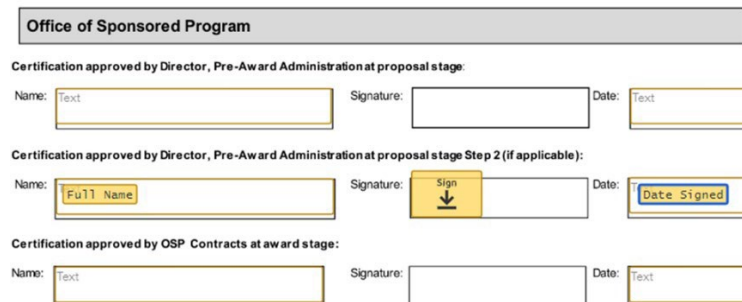 Office of Sponsored Program
Certification approved by Director, Pre-Award Administration at proposal stage:
Name: Text Signature: Date: Text
Certification approved by Director, Pre-Award Administration at proposal stage Step 2 (if applicable):
Name: Full Name Signature: Sign Date: Date Signed
Certification approved by OSP Contracts at award stage:
Name: Text Signature: Date: Text